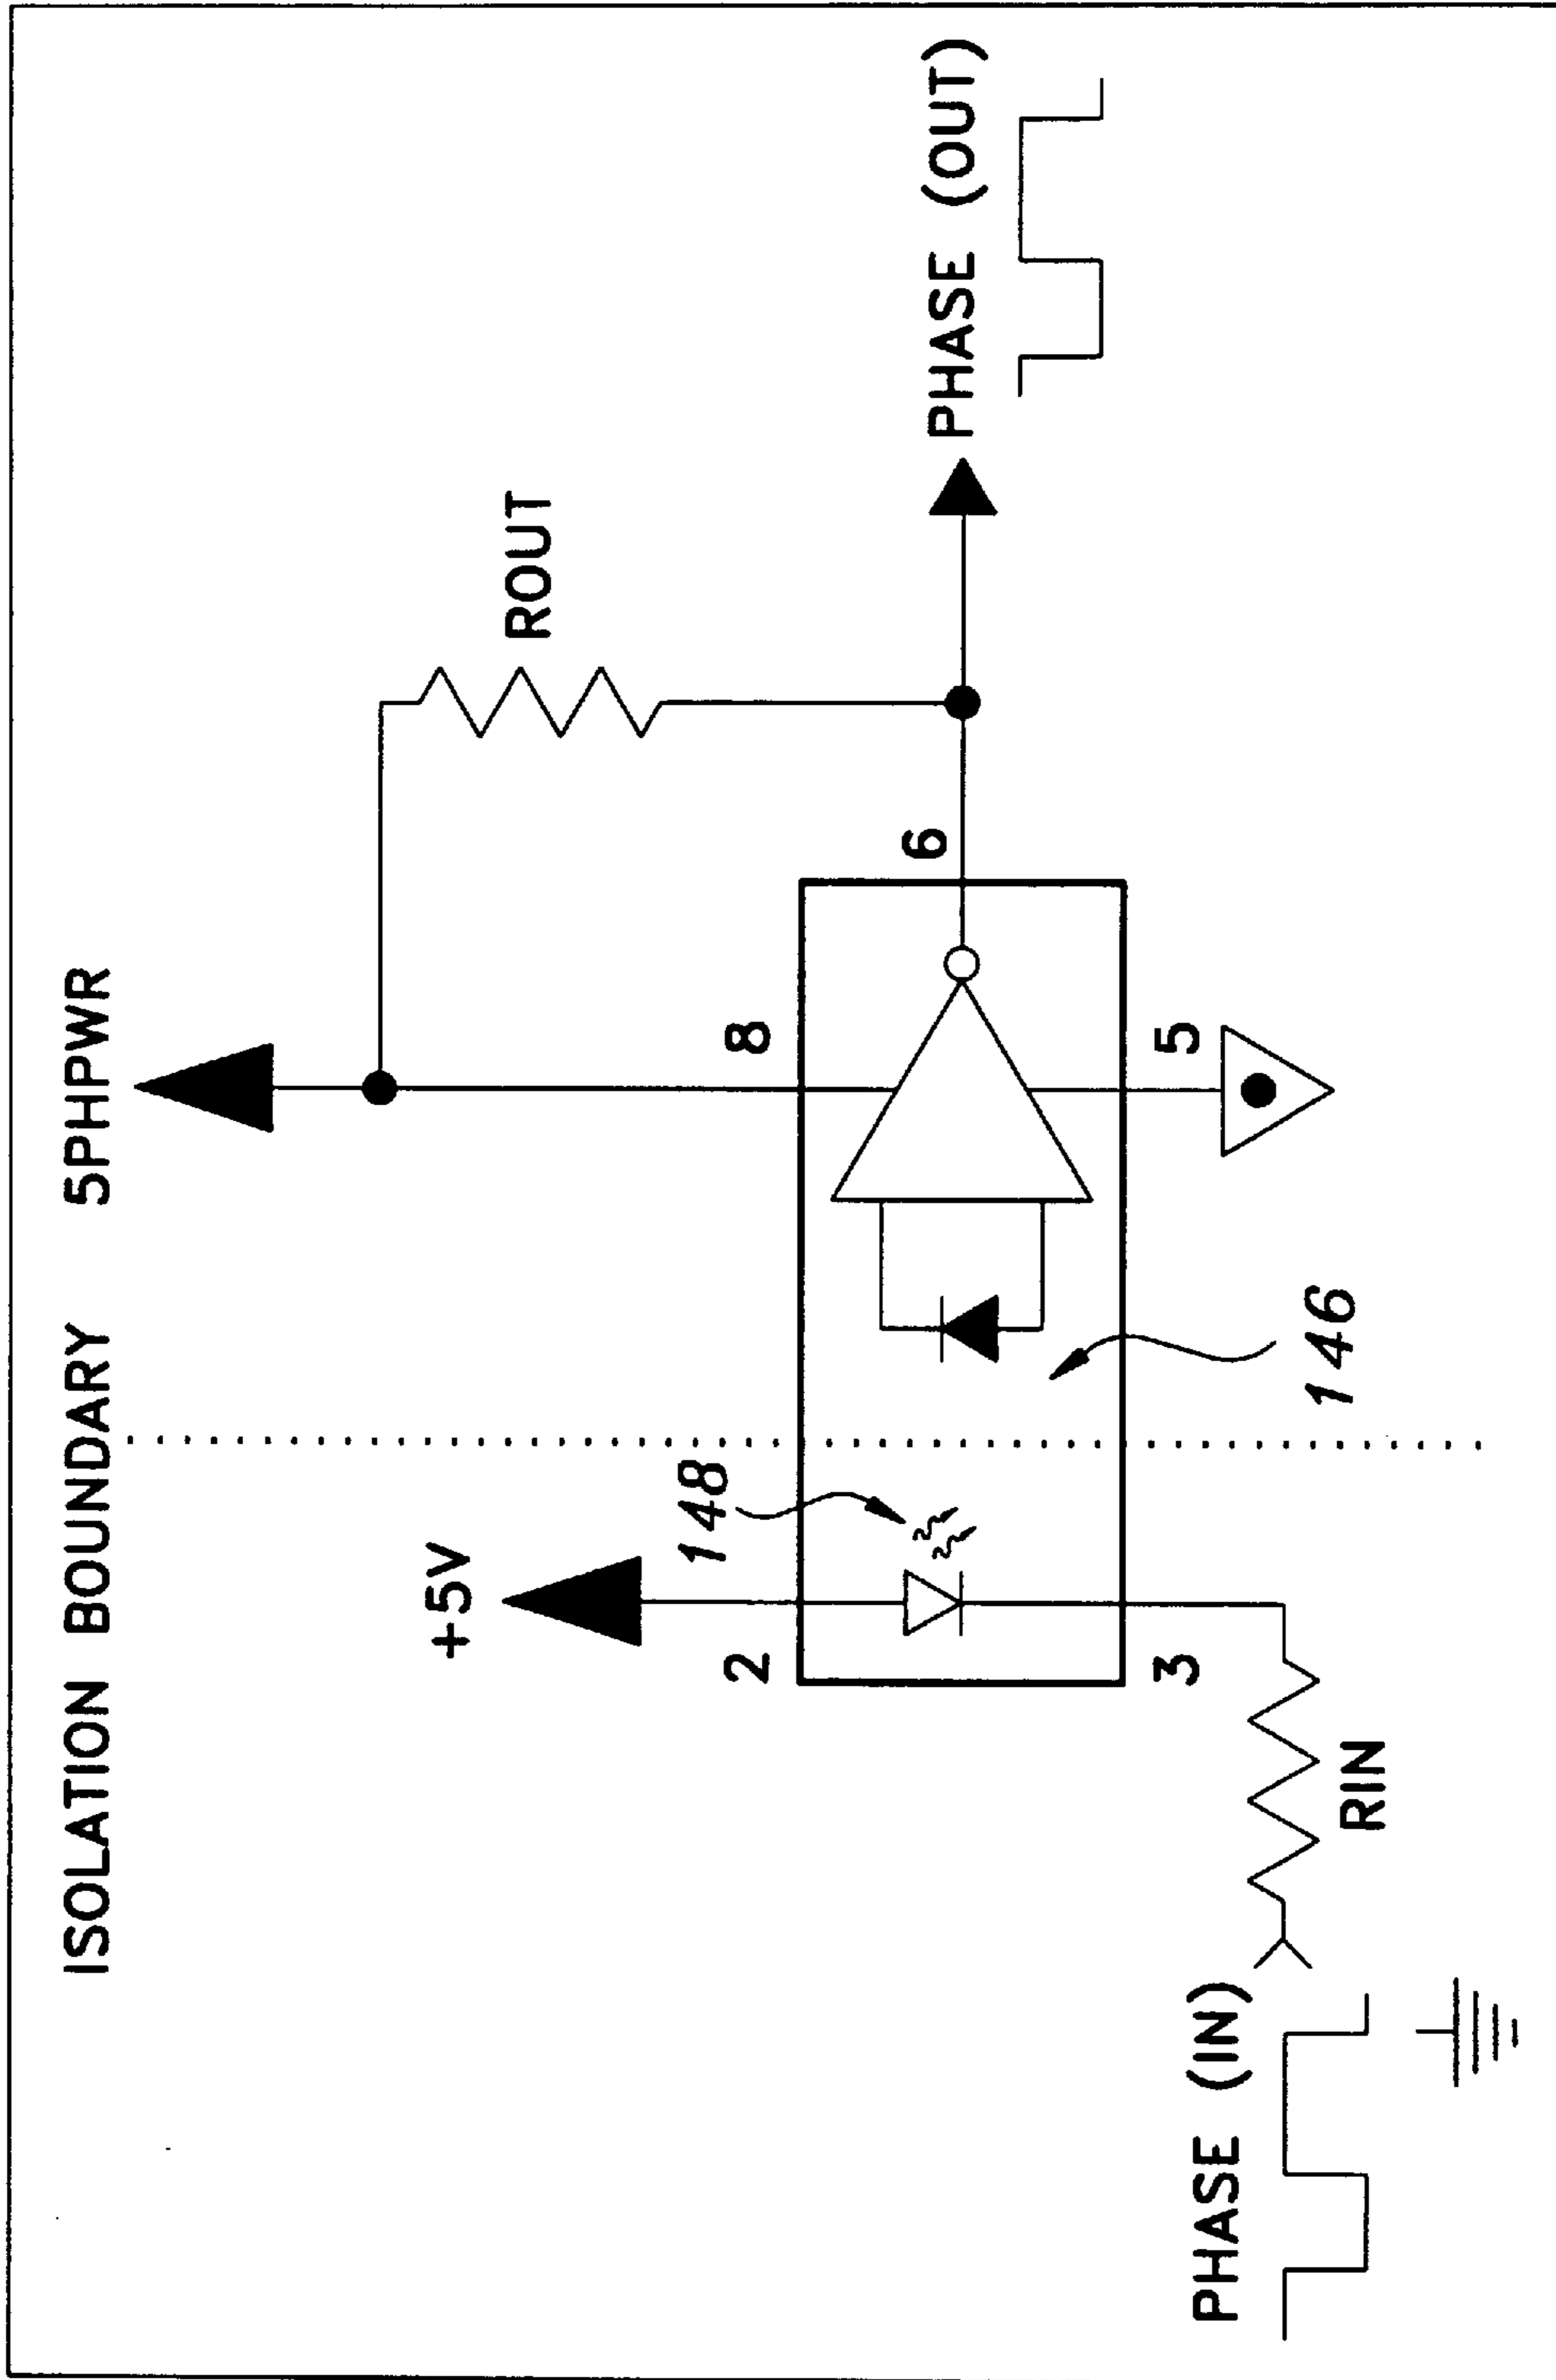 ISOLATION BOUNDARY
5PHPWR
+5V
ROUT
148
2
8
6
PHASE (OUT)
3
5
146
PHASE (IN)
RIN